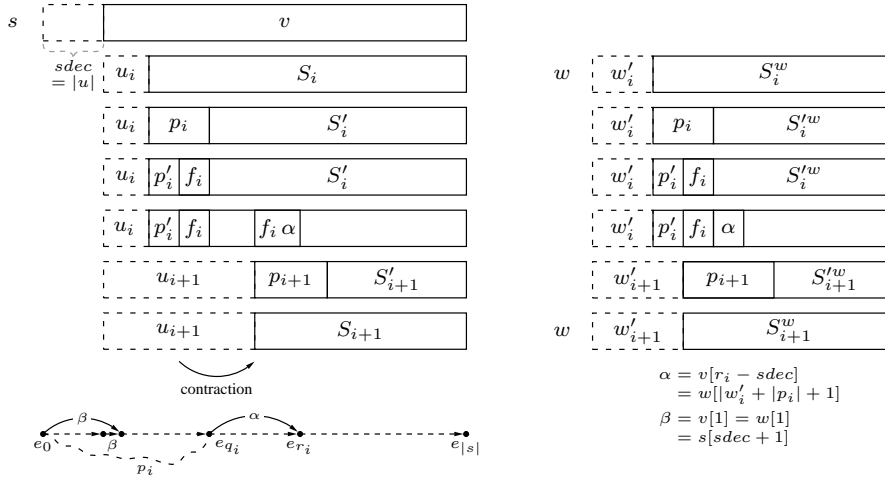 s v
sdec
= |u|
u_i S_i w w'_i S_i^w
u_i p_i S'_i w'_i p_i S'^w_i
u_i p'_i f_i S'_i w'_i p'_i f_i S'^w_i
u_i p'_i f_i f_i α w'_i p'_i f_i α
u_{i+1} p_{i+1} S'_{i+1} w'_{i+1} p_{i+1} S'^w_{i+1}
u_{i+1} S_{i+1} w w'_{i+1} S^w_{i+1}
contraction
α = v[r_i − sdec]
= w[|w'_i + |p_i| + 1]
β = v[1] = w[1]
= s[sdec + 1]
β α
e_0 β e_{q_i} e_{r_i} e_{|s|}
p_i